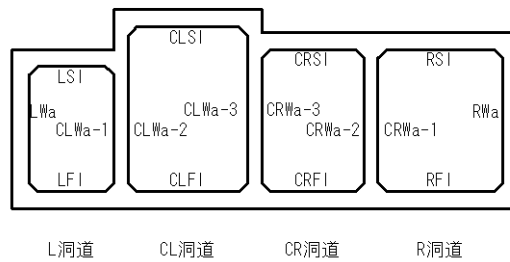 CLSI
LSI
CRSI
RSI
LWa
CLWa-3
CRWa-3
RWa
CLWa-1
CLWa-2
CRWa-2
CRWa-1
LFI
CLFI
CRFI
RFI
L洞道
CL洞道
CR洞道
R洞道